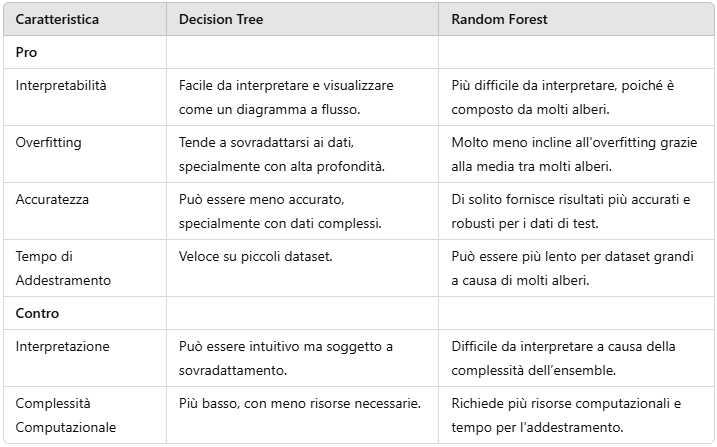 Caratteristica Decision Tree Random Forest
Pro
Interpretabilità Facile da interpretare e visualizzare Più difficile da interpretare, poiché è
come un diagramma a flusso. composto da molti alberi.
Overfitting Tende a sovradattarsi ai dati, Molto meno incline all'overfitting grazie
specialmente con alta profondità. alla media tra molti alberi.
Accuratezza Può essere meno accurato, Di solito fornisce risultati più accurati e
specialmente con dati complessi. robusti per i dati di test.
Tempo di Veloce su piccoli dataset. Può essere più lento per dataset grandi
Addestramento a causa di molti alberi.
Contro
Interpretazione Può essere intuitivo ma soggetto a Difficile da interpretare a causa della
sovradattamento. complessità dell’ensemble.
Complessità Più basso, con meno risorse necessarie. Richiede più risorse computazionali e
Computazionale tempo per l'addestramento.